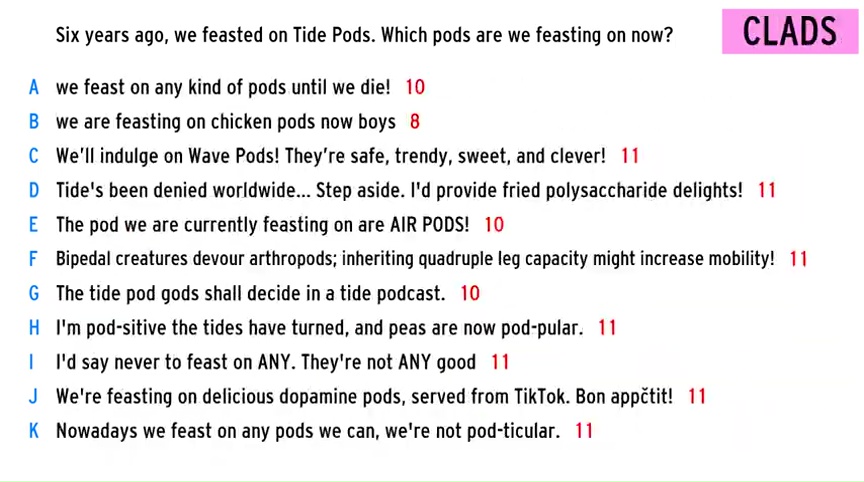 Six years ago, we feasted on Tide Pods. Which pods are we feasting on now?
CLADS
A we feast on any kind of pods until we die! 10
B we are feasting on chicken pods now boys 8
C We'll indulge on Wave Pods! They're safe, trendy, sweet, and clever! 11
D Tide's been denied worldwide... Step aside. I'd provide fried polysaccharide delights! 11
E The pod we are currently feasting on are AIR PODS! 10
F Bipedal creatures devour arthropods; inheriting quadruple leg capacity might increase mobility! 11
G The tide pod gods shall decide in a tide podcast. 10
H I'm pod-sitive the tides have turned, and peas are now pod-pular. 11
I I'd say never to feast on ANY. They're not ANY good 11
J We're feasting on delicious dopamine pods, served from TikTok. Bon appčtit! 11
K Nowadays we feast on any pods we can, we're not pod-ticular. 11